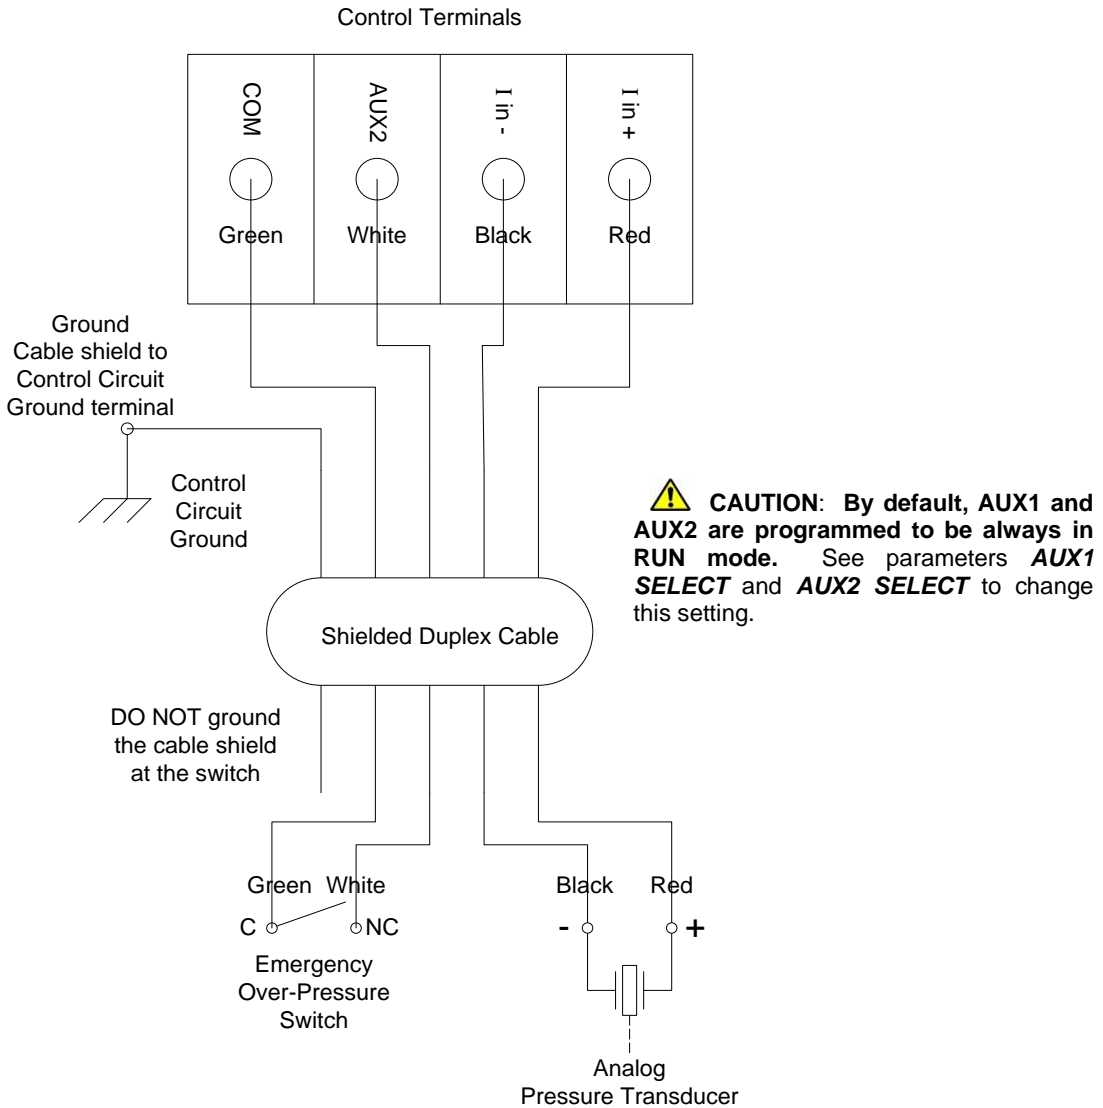 Control Terminals
COM
AUX2
I in -
I in +
Green
White
Black
Red
Ground
Cable shield to
Control Circuit
Ground terminal
Control
Circuit
Ground
CAUTION: By default, AUX1 and
AUX2 are programmed to be always in
RUN mode. See parameters AUX1
SELECT and AUX2 SELECT to change
this setting.
Shielded Duplex Cable
DO NOT ground
the cable shield
at the switch
Green White
Black Red
C NC
- +
Emergency
Over-Pressure
Switch
Analog
Pressure Transducer